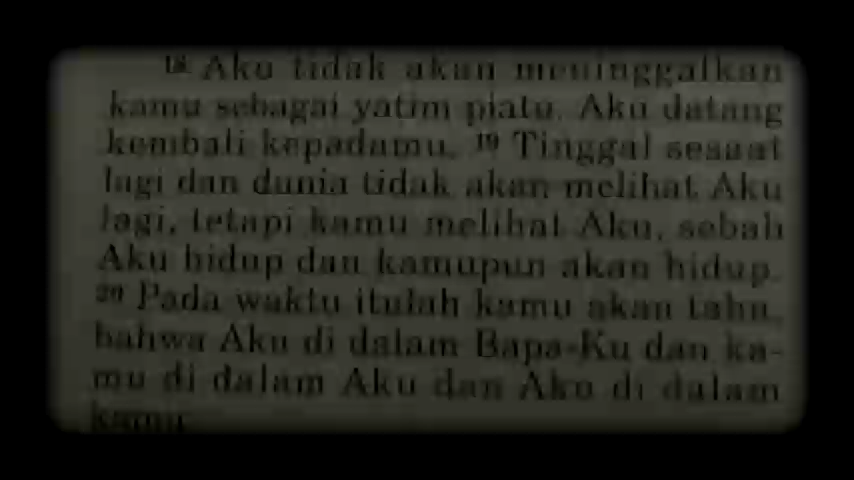 18 Aku tidak akan meninggalkan
kamu sebagai yatim piatu. Aku datang
kembali kepadamu. 19 Tinggal sesaat
lagi dan dunia tidak akan melihat Aku
lagi, tetapi kamu melihat Aku, sebab
Aku hidup dan kamupun akan hidup.
20 Pada waktu itulah kamu akan tahu,
bahwa Aku di dalam Bapa-Ku dan ka-
mu di dalam Aku dan Aku di dalam
kamu.